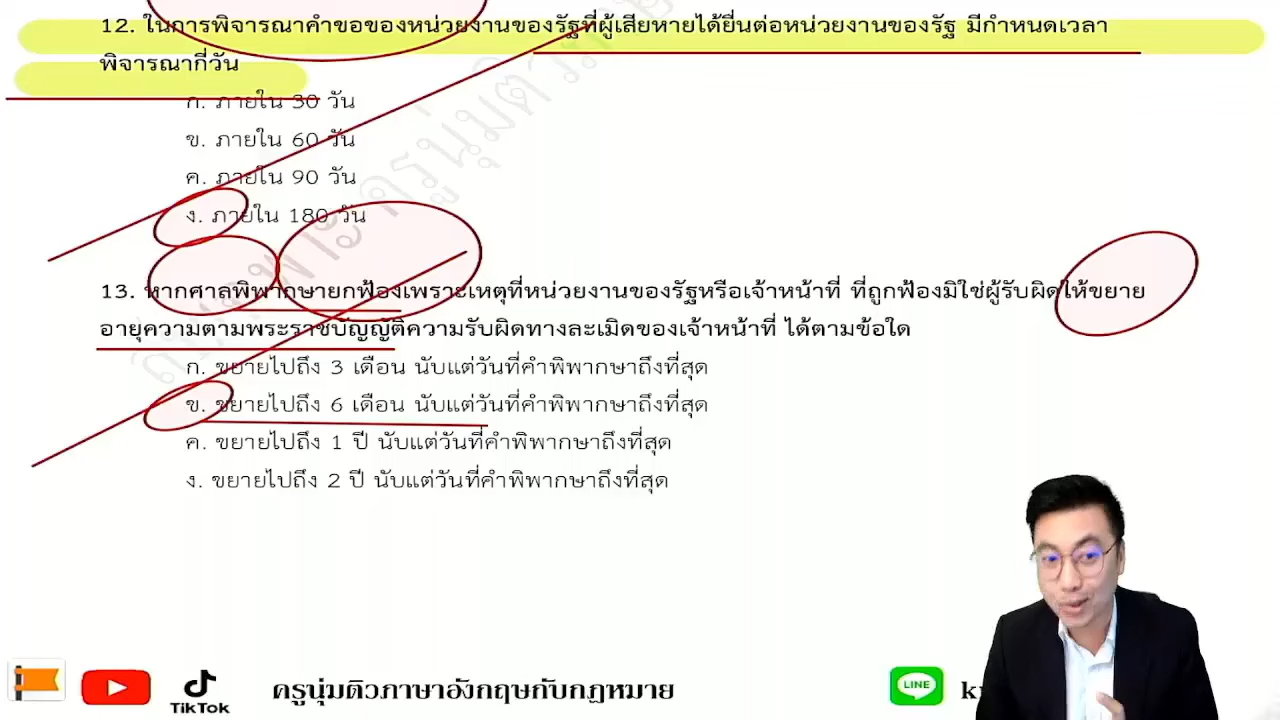 12. ในการพิจารณาคำขอของหน่วยงานของรัฐที่ผู้เสียหายได้ยื่นต่อหน่วยงานของรัฐ มีกำหนดเวลา
พิจารณากี่วัน
ก. ภายใน 30 วัน
ข. ภายใน 60 วัน
ค. ภายใน 90 วัน
ง. ภายใน 180 วัน
13. หากศาลพิพากษายกฟ้องเพราะเหตุที่หน่วยงานของรัฐหรือเจ้าหน้าที่ ที่ถูกฟ้องมิใช่ผู้รับผิดให้ขยาย
อายุความตามพระราชบัญญัติความรับผิดทางละเมิดของเจ้าหน้าที่ ได้ตามข้อใด
ก. ขยายไปถึง 3 เดือน นับแต่วันที่คำพิพากษาถึงที่สุด
ข. ขยายไปถึง 6 เดือน นับแต่วันที่คำพิพากษาถึงที่สุด
ค. ขยายไปถึง 1 ปี นับแต่วันที่คำพิพากษาถึงที่สุด
ง. ขยายไปถึง 2 ปี นับแต่วันที่คำพิพากษาถึงที่สุด
TikTok
ครูนุ่มติวภาษาอังกฤษกับกฎหมาย
LINE